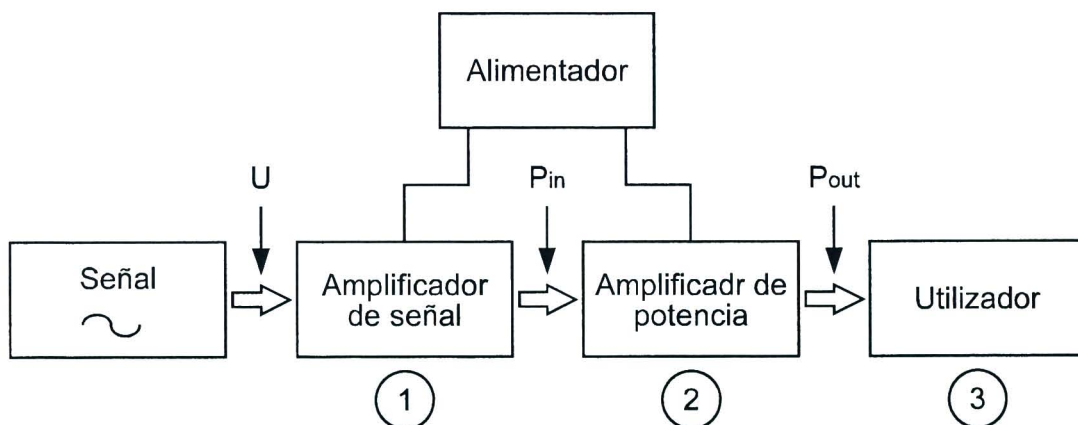 Alimentador
U
Pin
Pout
Señal
Amplificador
de señal
Amplificadr de
potencia
Utilizador
1
2
3